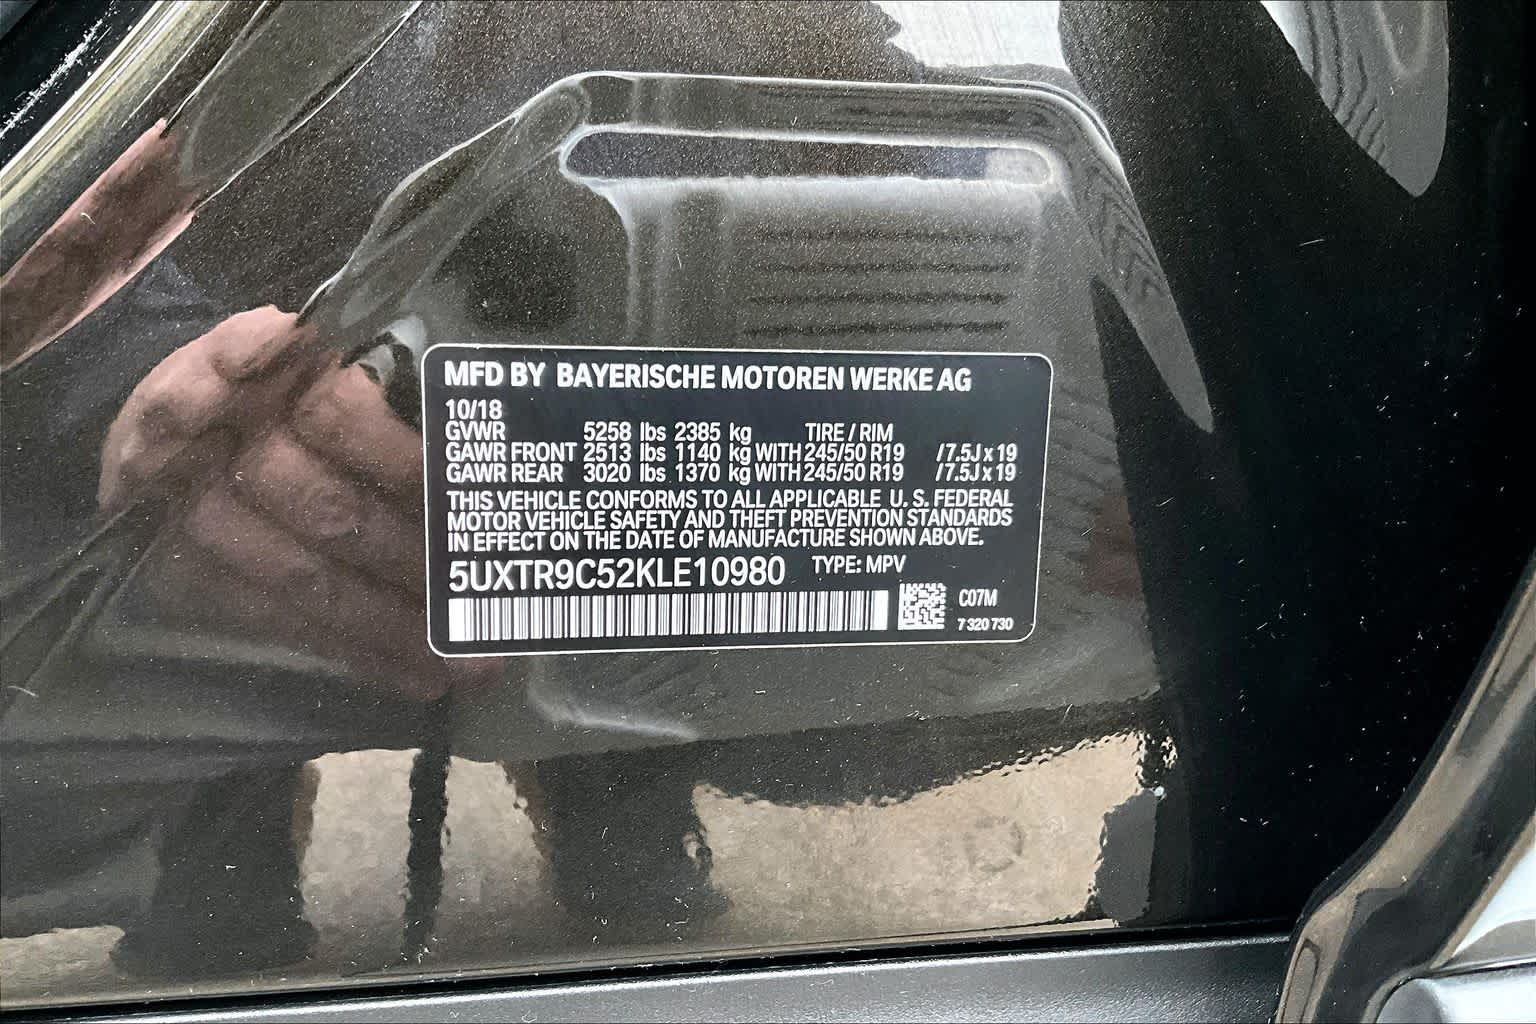 MFD BY BAYERISCHE MOTOREN WERKE AG
10/18
GVWR 5258 lbs 2385 kg TIRE / RIM
GAWR FRONT 2513 lbs 1140 kg WITH 245/50 R19 /7.5J x 19
GAWR REAR 3020 lbs 1370 kg WITH 245/50 R19 /7.5J x 19
THIS VEHICLE CONFORMS TO ALL APPLICABLE U. S. FEDERAL
MOTOR VEHICLE SAFETY AND THEFT PREVENTION STANDARDS
IN EFFECT ON THE DATE OF MANUFACTURE SHOWN ABOVE.
5UXTR9C52KLE10980 TYPE: MPV
C07M
7 320 730